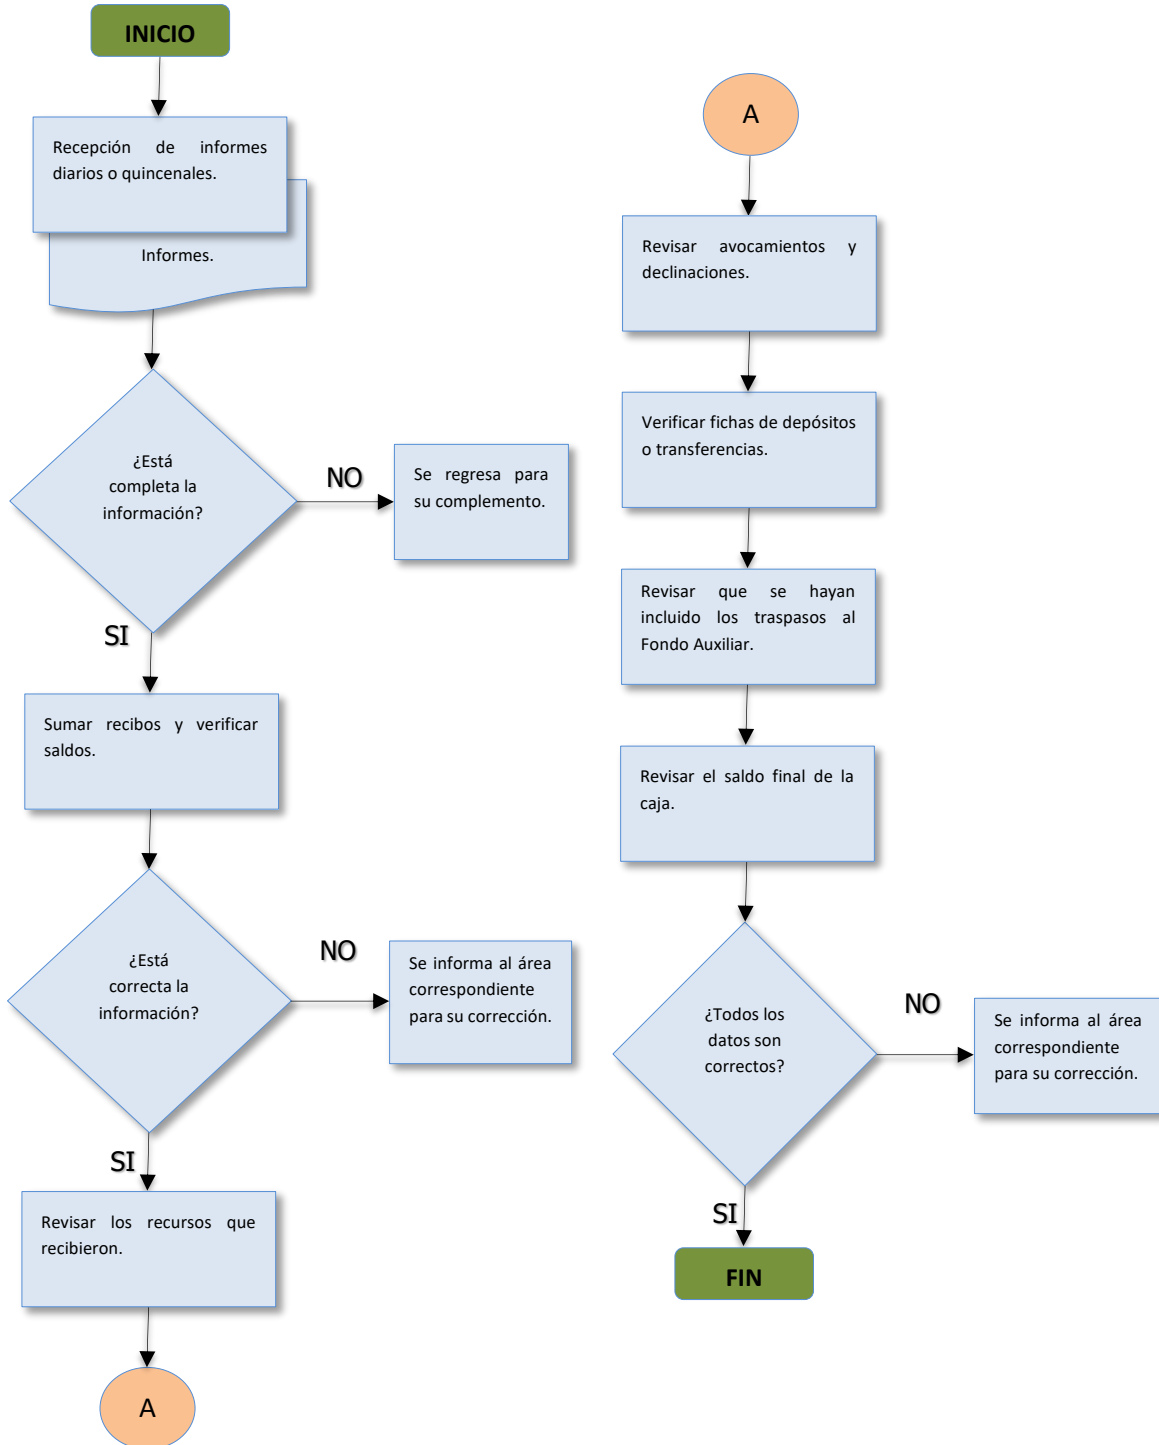 INICIO
Recepción de informes
diarios o quincenales.
Informes.
¿Está
completa la
información?
NO
Se regresa para
su complemento.
SI
Sumar recibos y verificar
saldos.
¿Está
correcta la
información?
NO
Se informa al área
correspondiente
para su corrección.
SI
Revisar los recursos que
recibieron.
A
A
Revisar avocamientos y
declinaciones.
Verificar fichas de depósitos
o transferencias.
Revisar que se hayan
incluido los traspasos al
Fondo Auxiliar.
Revisar el saldo final de la
caja.
¿Todos los
datos son
correctos?
NO
Se informa al área
correspondiente
para su corrección.
SI
FIN